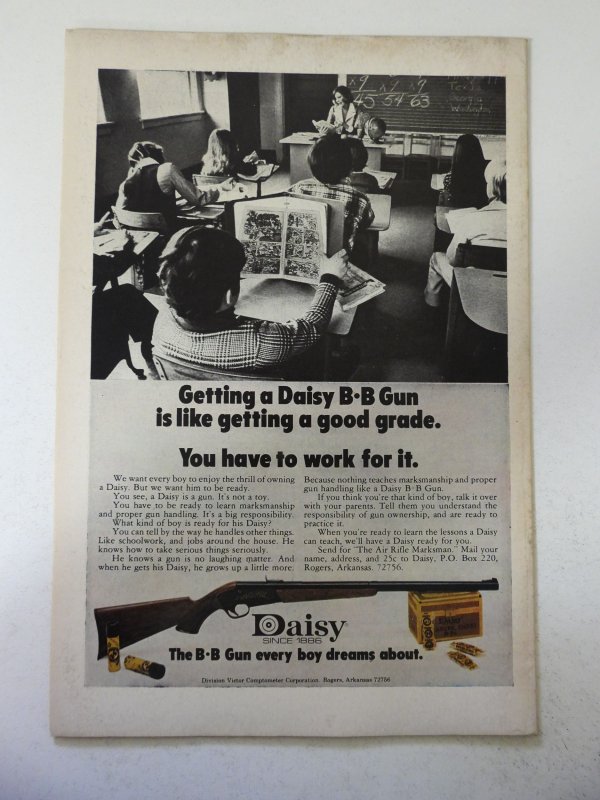 ×9 ×9 ×9
45 54 63
Getting a Daisy B•B Gun
is like getting a good grade.
You have to work for it.
We want every boy to enjoy the thrill of owning
a Daisy. But we want him to be ready.
You see, a Daisy is a gun. It's not a toy.
You have to be ready to learn marksmanship
and proper gun handling. It's a big responsibility.
What kind of boy is ready for his Daisy?
You can tell by the way he handles other things.
Like schoolwork, and jobs around the house. He
knows how to take serious things seriously.
He knows a gun is no laughing matter. And
when he gets his Daisy, he grows up a little more.
Because nothing teaches marksmanship and proper
gun handling like a Daisy B•B Gun.
If you think you're that kind of boy, talk it over
with your parents. Tell them you understand the
responsibility of gun ownership, and are ready to
practice it.
When you're ready to learn the lessons a Daisy
can teach, we'll have a Daisy ready for you.
Send for "The Air Rifle Marksman." Mail your
name, address, and 25c to Daisy, P.O. Box 220,
Rogers, Arkansas. 72756.
Daisy
SINCE 1886
The B•B Gun every boy dreams about.
Division Victor Comptometer Corporation. Rogers, Arkansas 72756